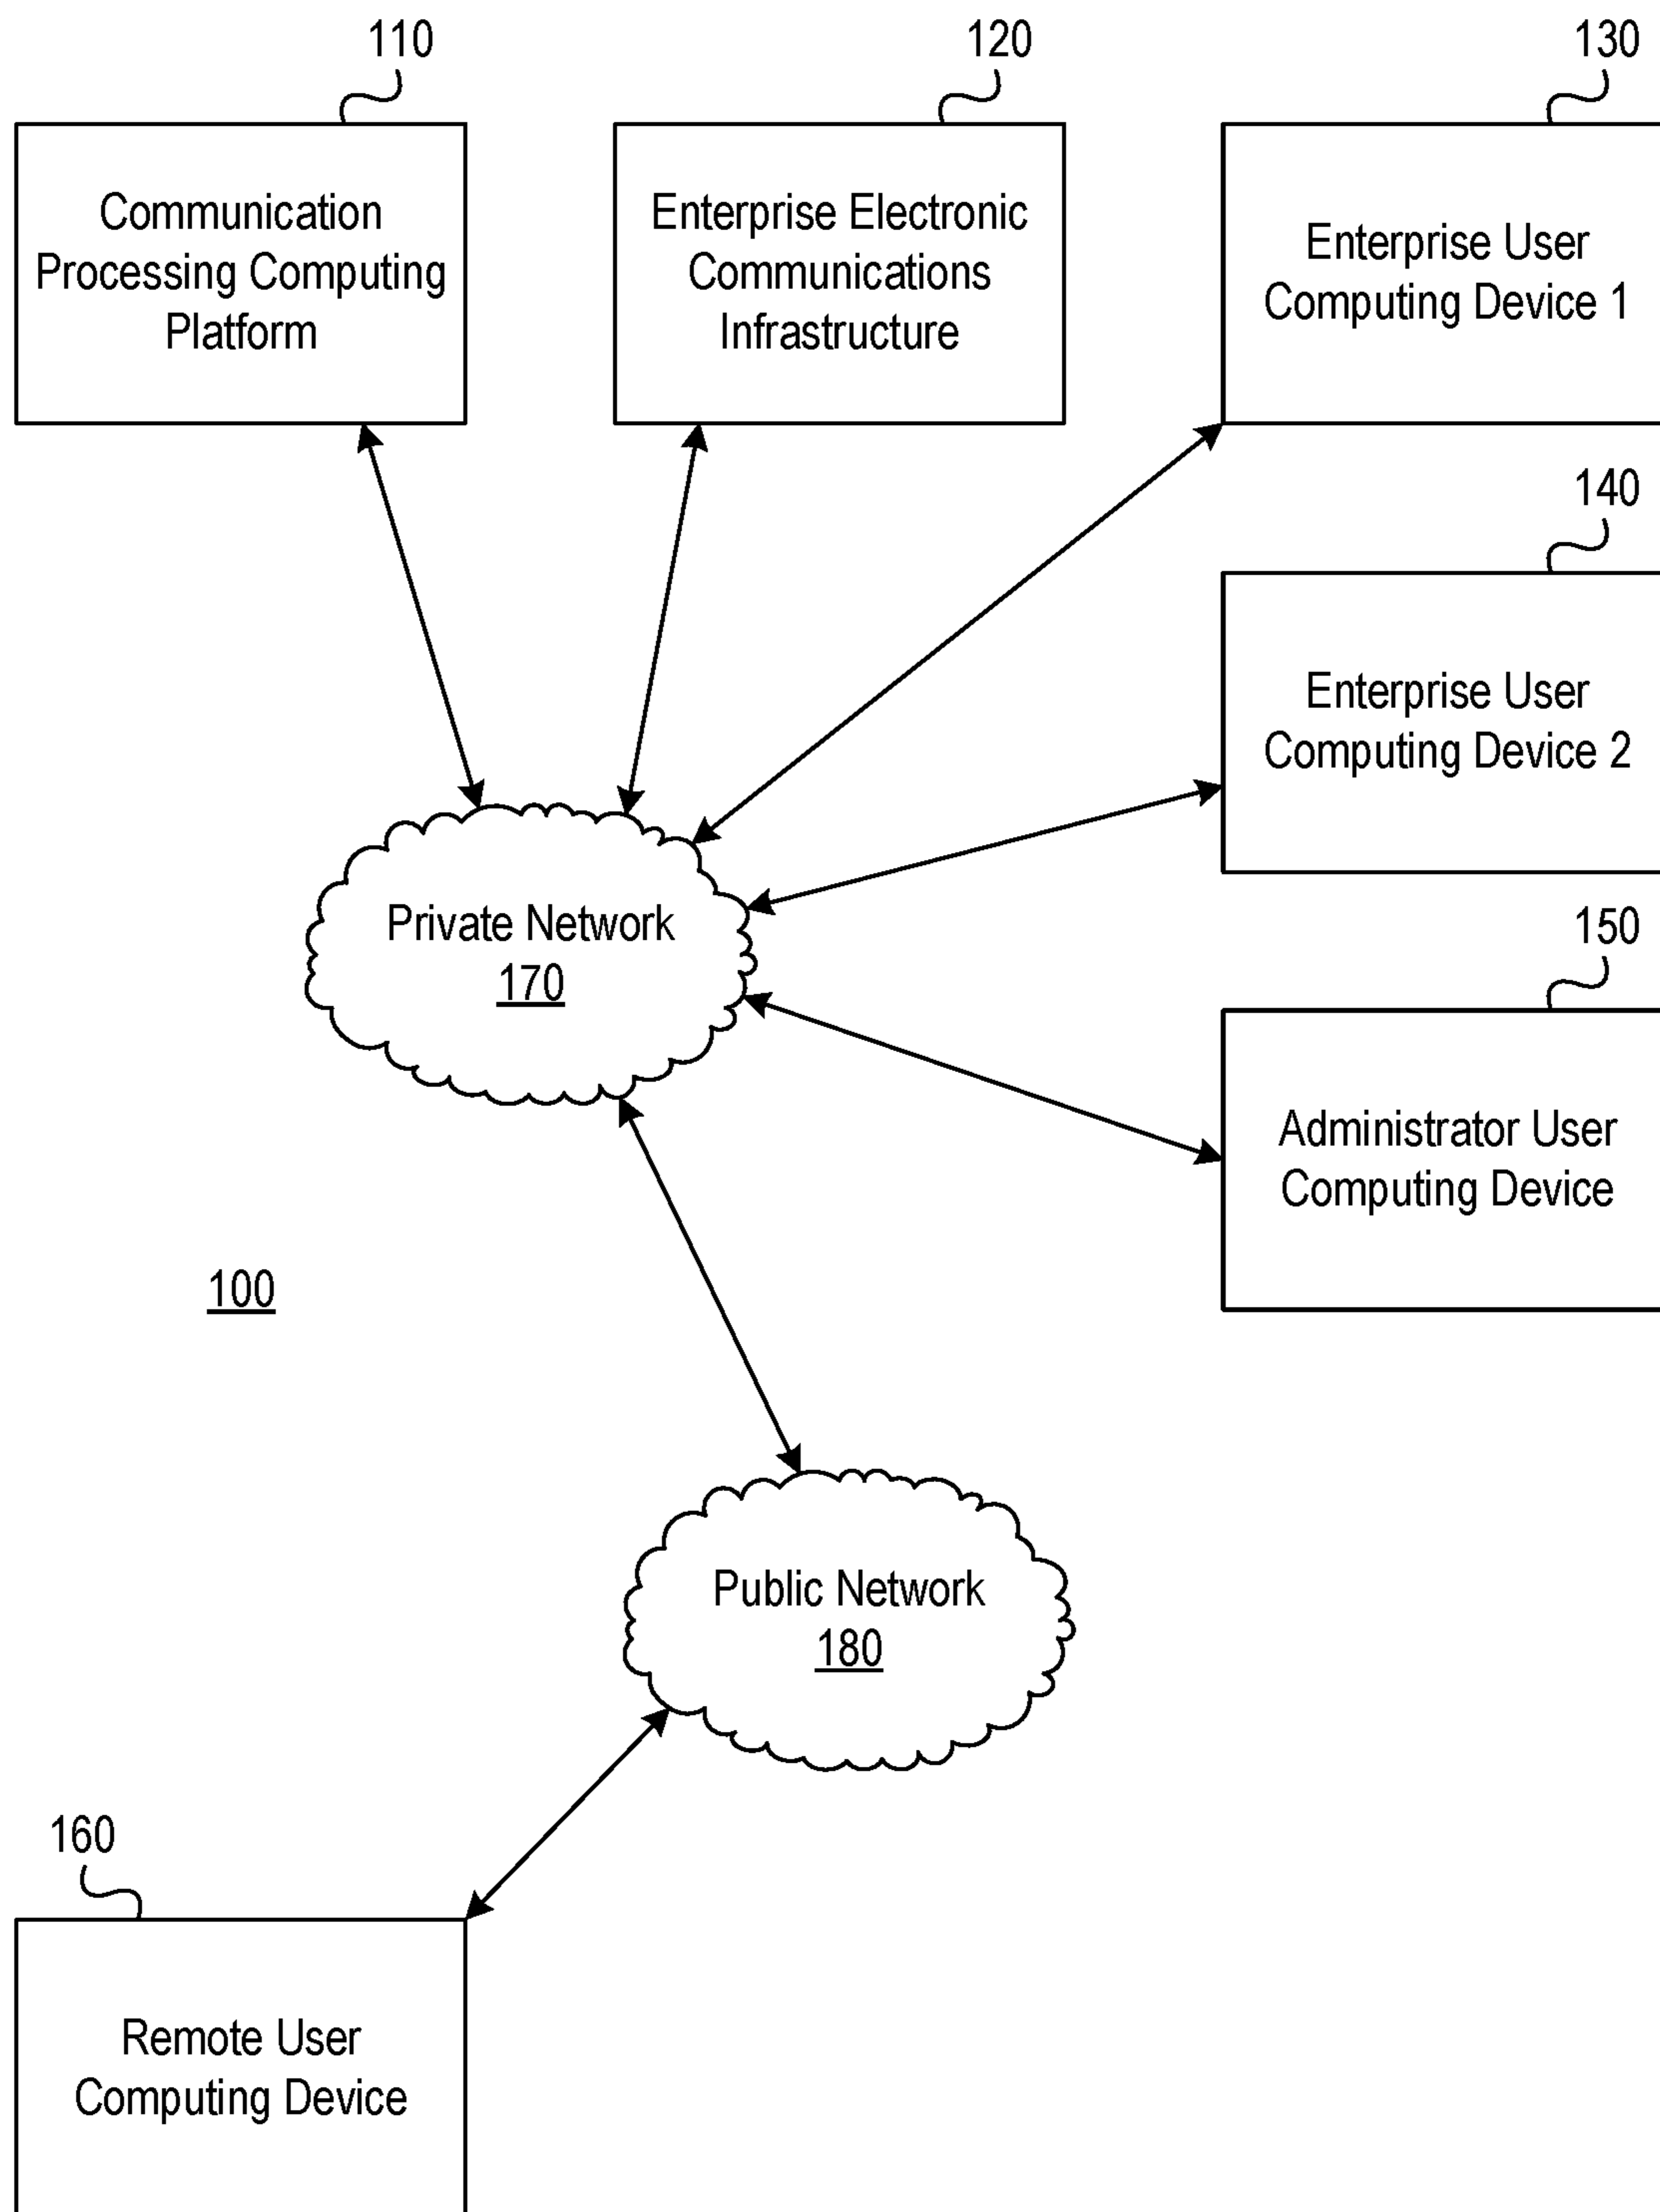 110
120
130
Communication
Processing Computing
Platform
Enterprise Electronic
Communications
Infrastructure
Enterprise User
Computing Device 1
140
Enterprise User
Computing Device 2
Private Network
170
150
Administrator User
Computing Device
100
Public Network
180
160
Remote User
Computing Device